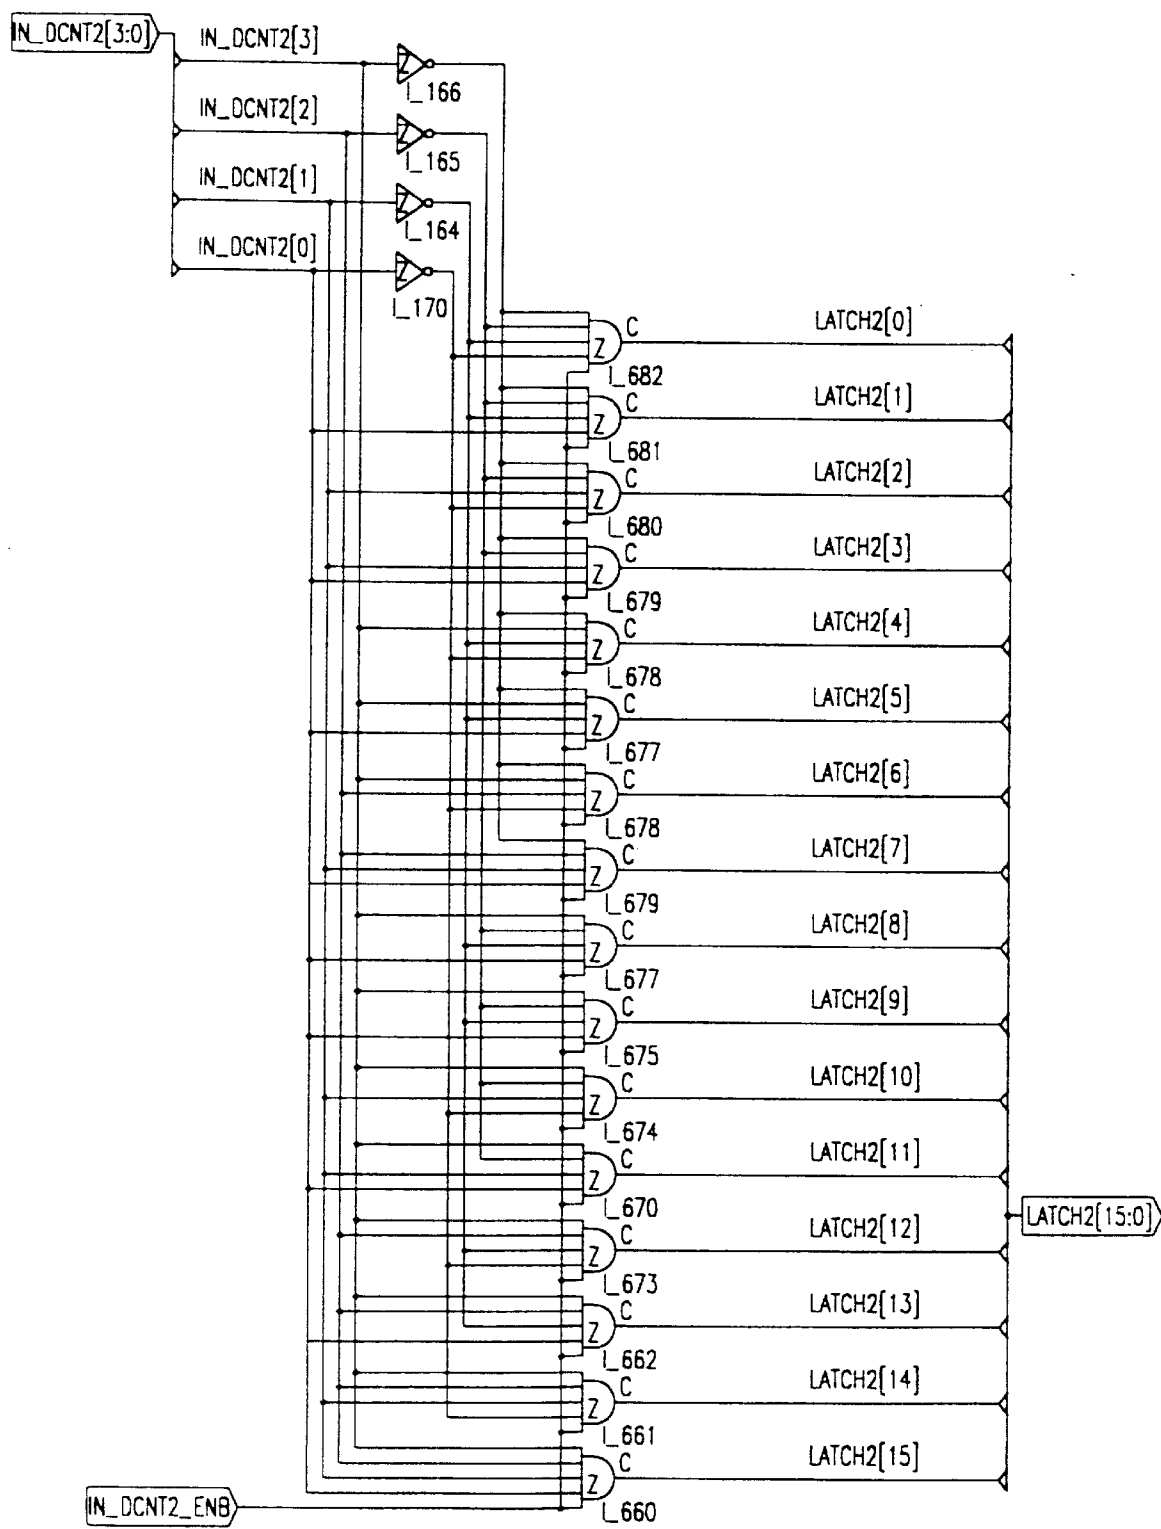 IN_DCNT2[3:0]
IN_DCNT2[3]
I_166
IN_DCNT2[2]
I_165
IN_DCNT2[1]
I_164
IN_DCNT2[0]
I_170
C
LATCH2[0]
Z
I_682
C
LATCH2[1]
Z
I_681
C
LATCH2[2]
Z
I_680
C
LATCH2[3]
Z
I_679
C
LATCH2[4]
Z
I_678
C
LATCH2[5]
Z
I_677
C
LATCH2[6]
Z
I_678
C
LATCH2[7]
Z
I_679
C
LATCH2[8]
Z
I_677
C
LATCH2[9]
Z
I_675
C
LATCH2[10]
Z
I_674
C
LATCH2[11]
Z
I_670
C
LATCH2[12]
LATCH2[15:0]
Z
I_673
C
LATCH2[13]
Z
I_662
C
LATCH2[14]
Z
I_661
C
LATCH2[15]
Z
IN_DCNT2_ENB
I_660